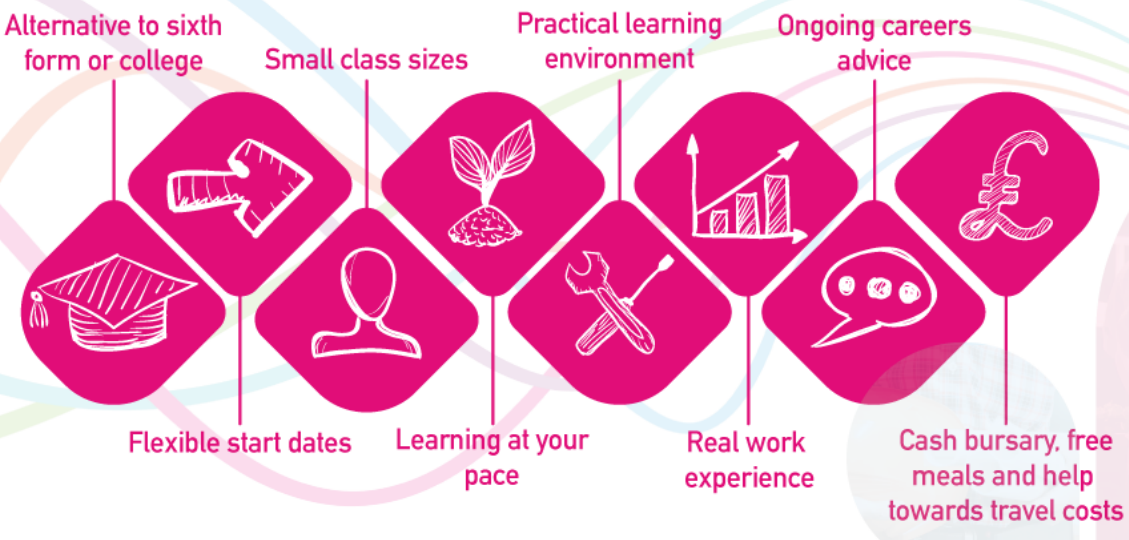 Alternative to sixth
form or college
Flexible start dates
Small class sizes
Learning at your
pace
Practical learning
environment
Real work
experience
Ongoing careers
advice
Cash bursary, free
meals and help
towards travel costs